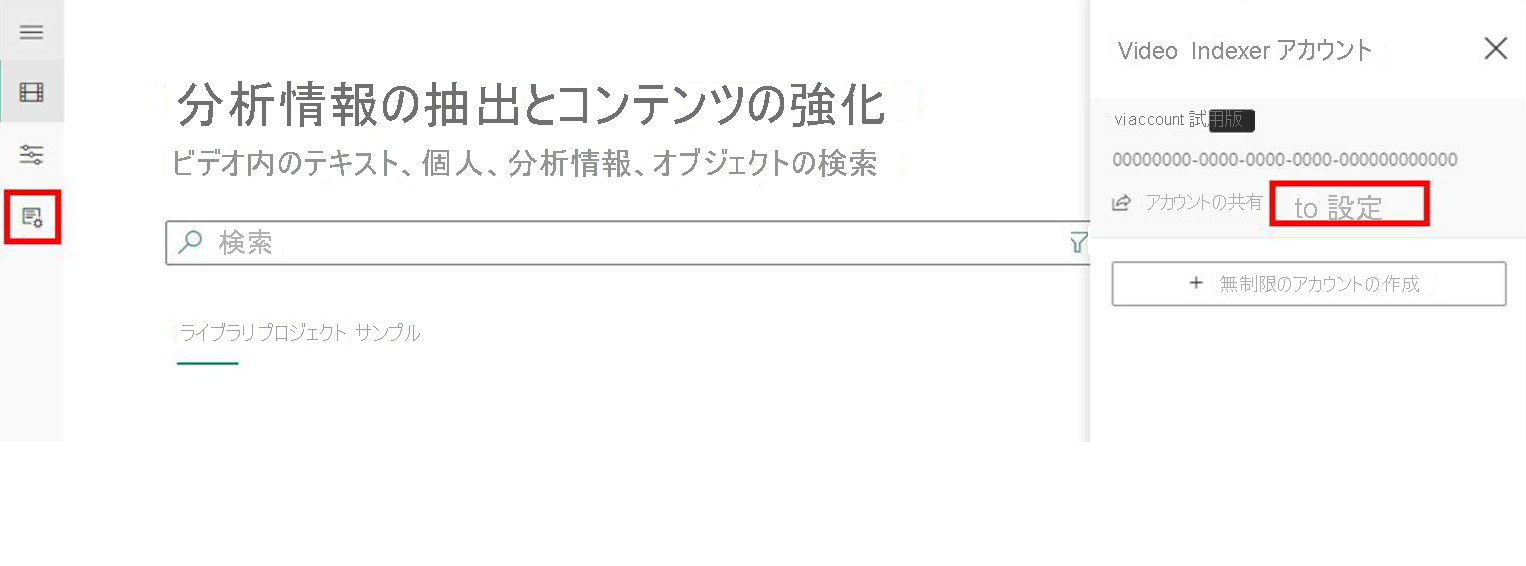 分析情報の抽出とコンテンツの強化
ビデオ内のテキスト、個人、分析情報、オブジェクトの検索
検索
ライブラリプロジェクト サンプル
Video Indexer アカウント
viaccount 試用版
00000000-0000-0000-0000-000000000000
アカウントの共有 to 設定
+ 無制限のアカウントの作成